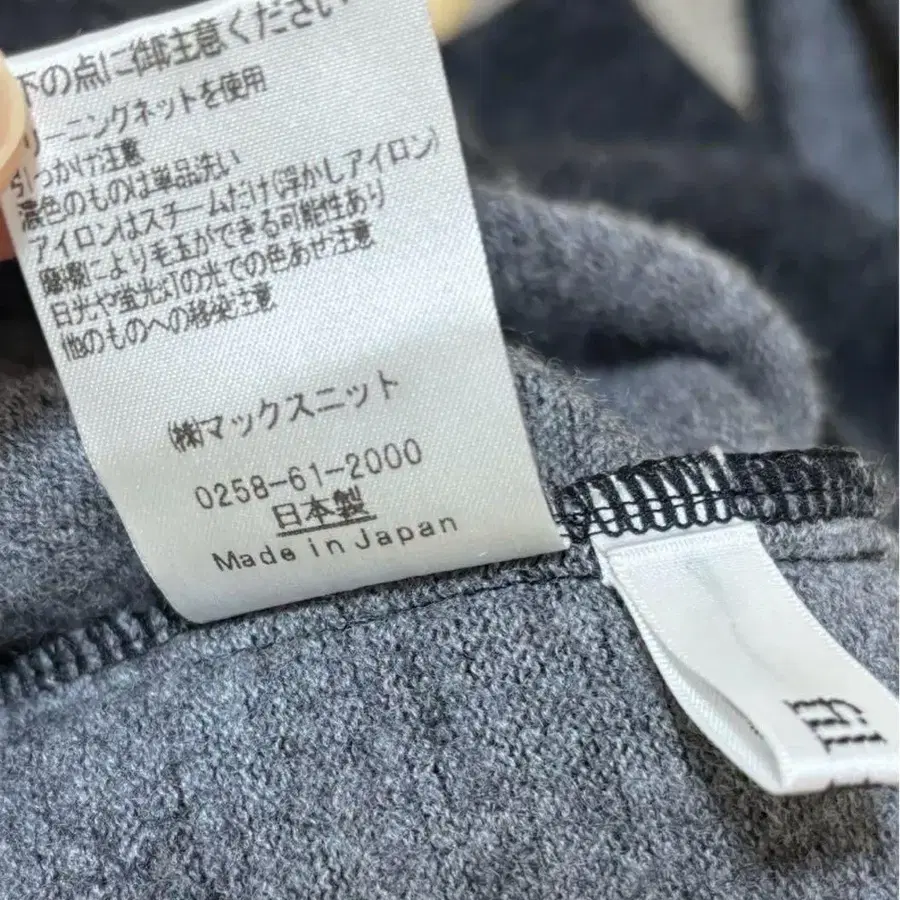 下の点に御注意ください
クリーニングネットを使用
引っかけ注意
濃色のものは単品洗い
アイロンはスチームだけ(浮かしアイロン)
摩擦により毛玉ができる可能性あり
日光や蛍光灯の光での色あせ注意
他のものへの移染注意
㈱マックスニット
0258-61-2000
日本製
Made in Japan